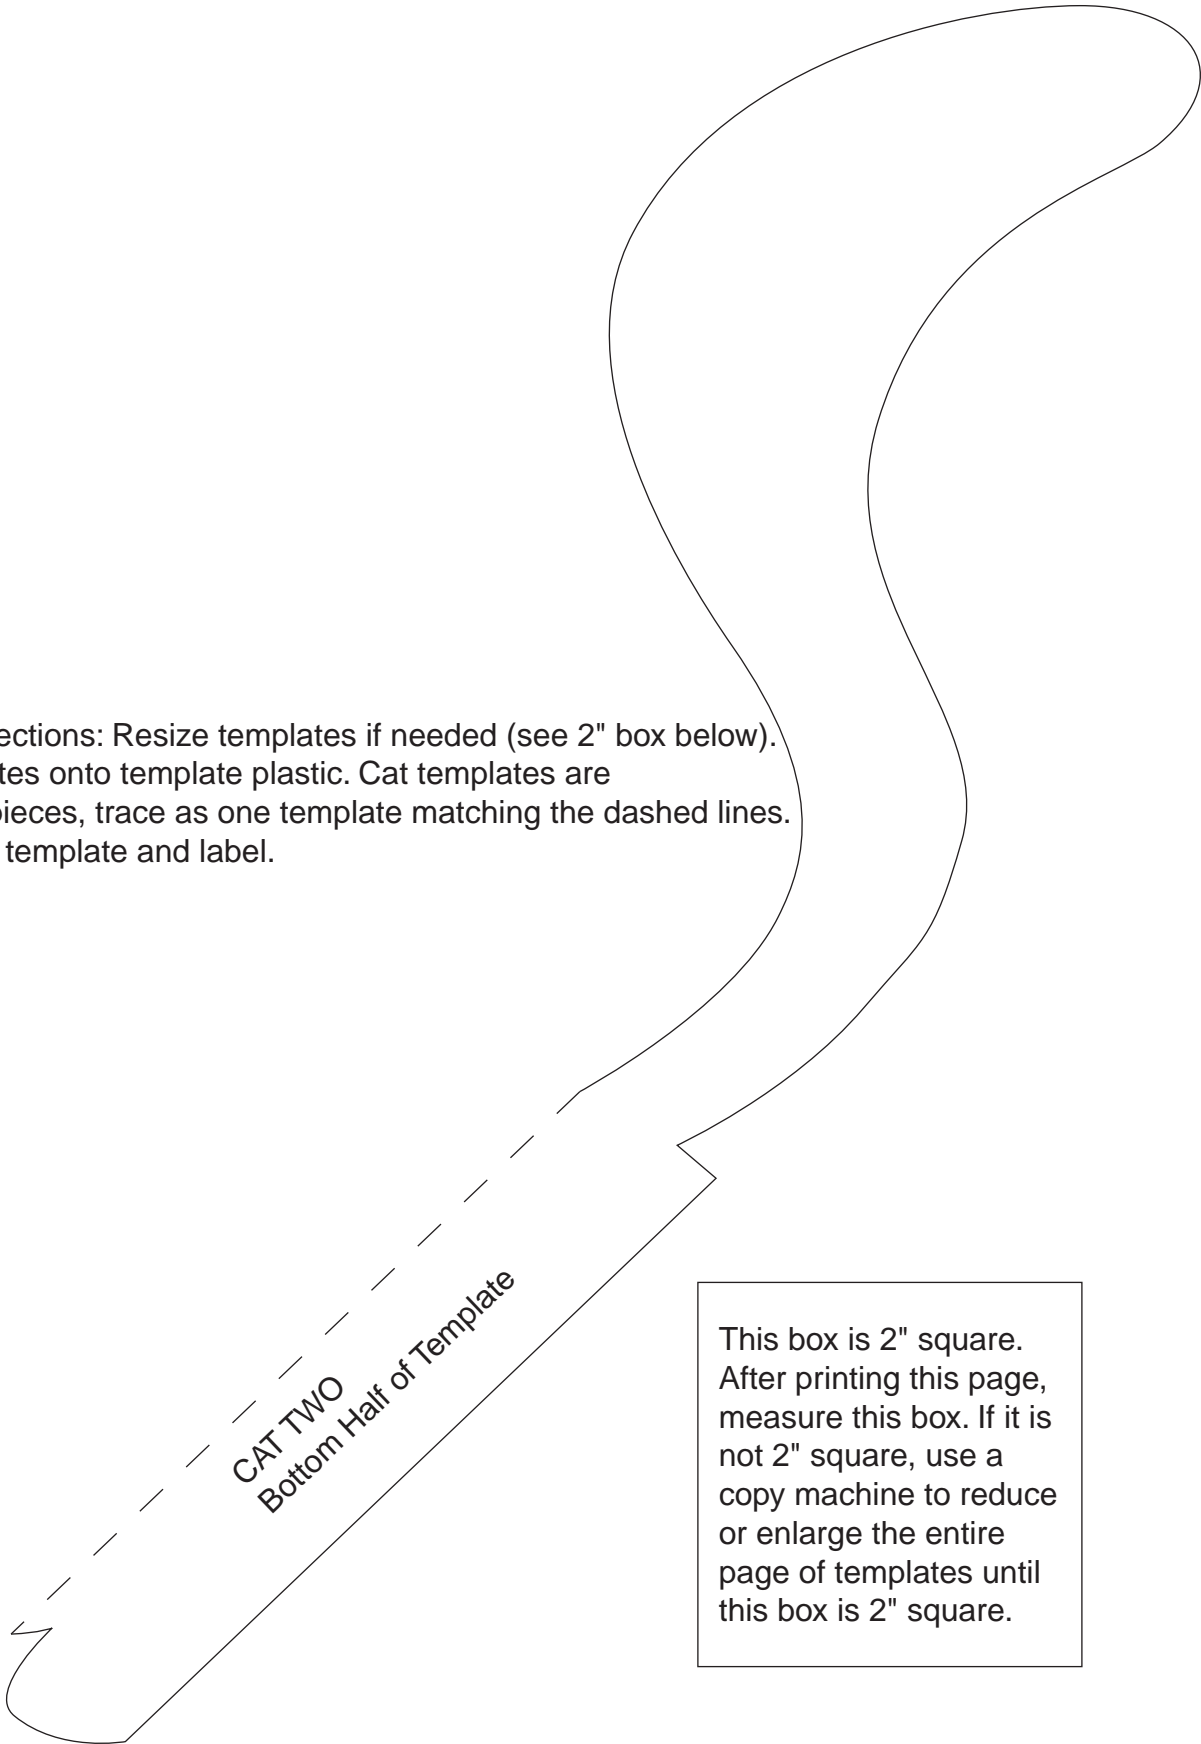 ections: Resize templates if needed (see 2" box below).
tes onto template plastic. Cat templates are
pieces, trace as one template matching the dashed lines.
template and label.
CAT TWO
Bottom Half of Template
This box is 2" square.
After printing this page,
measure this box. If it is
not 2" square, use a
copy machine to reduce
or enlarge the entire
page of templates until
this box is 2" square.